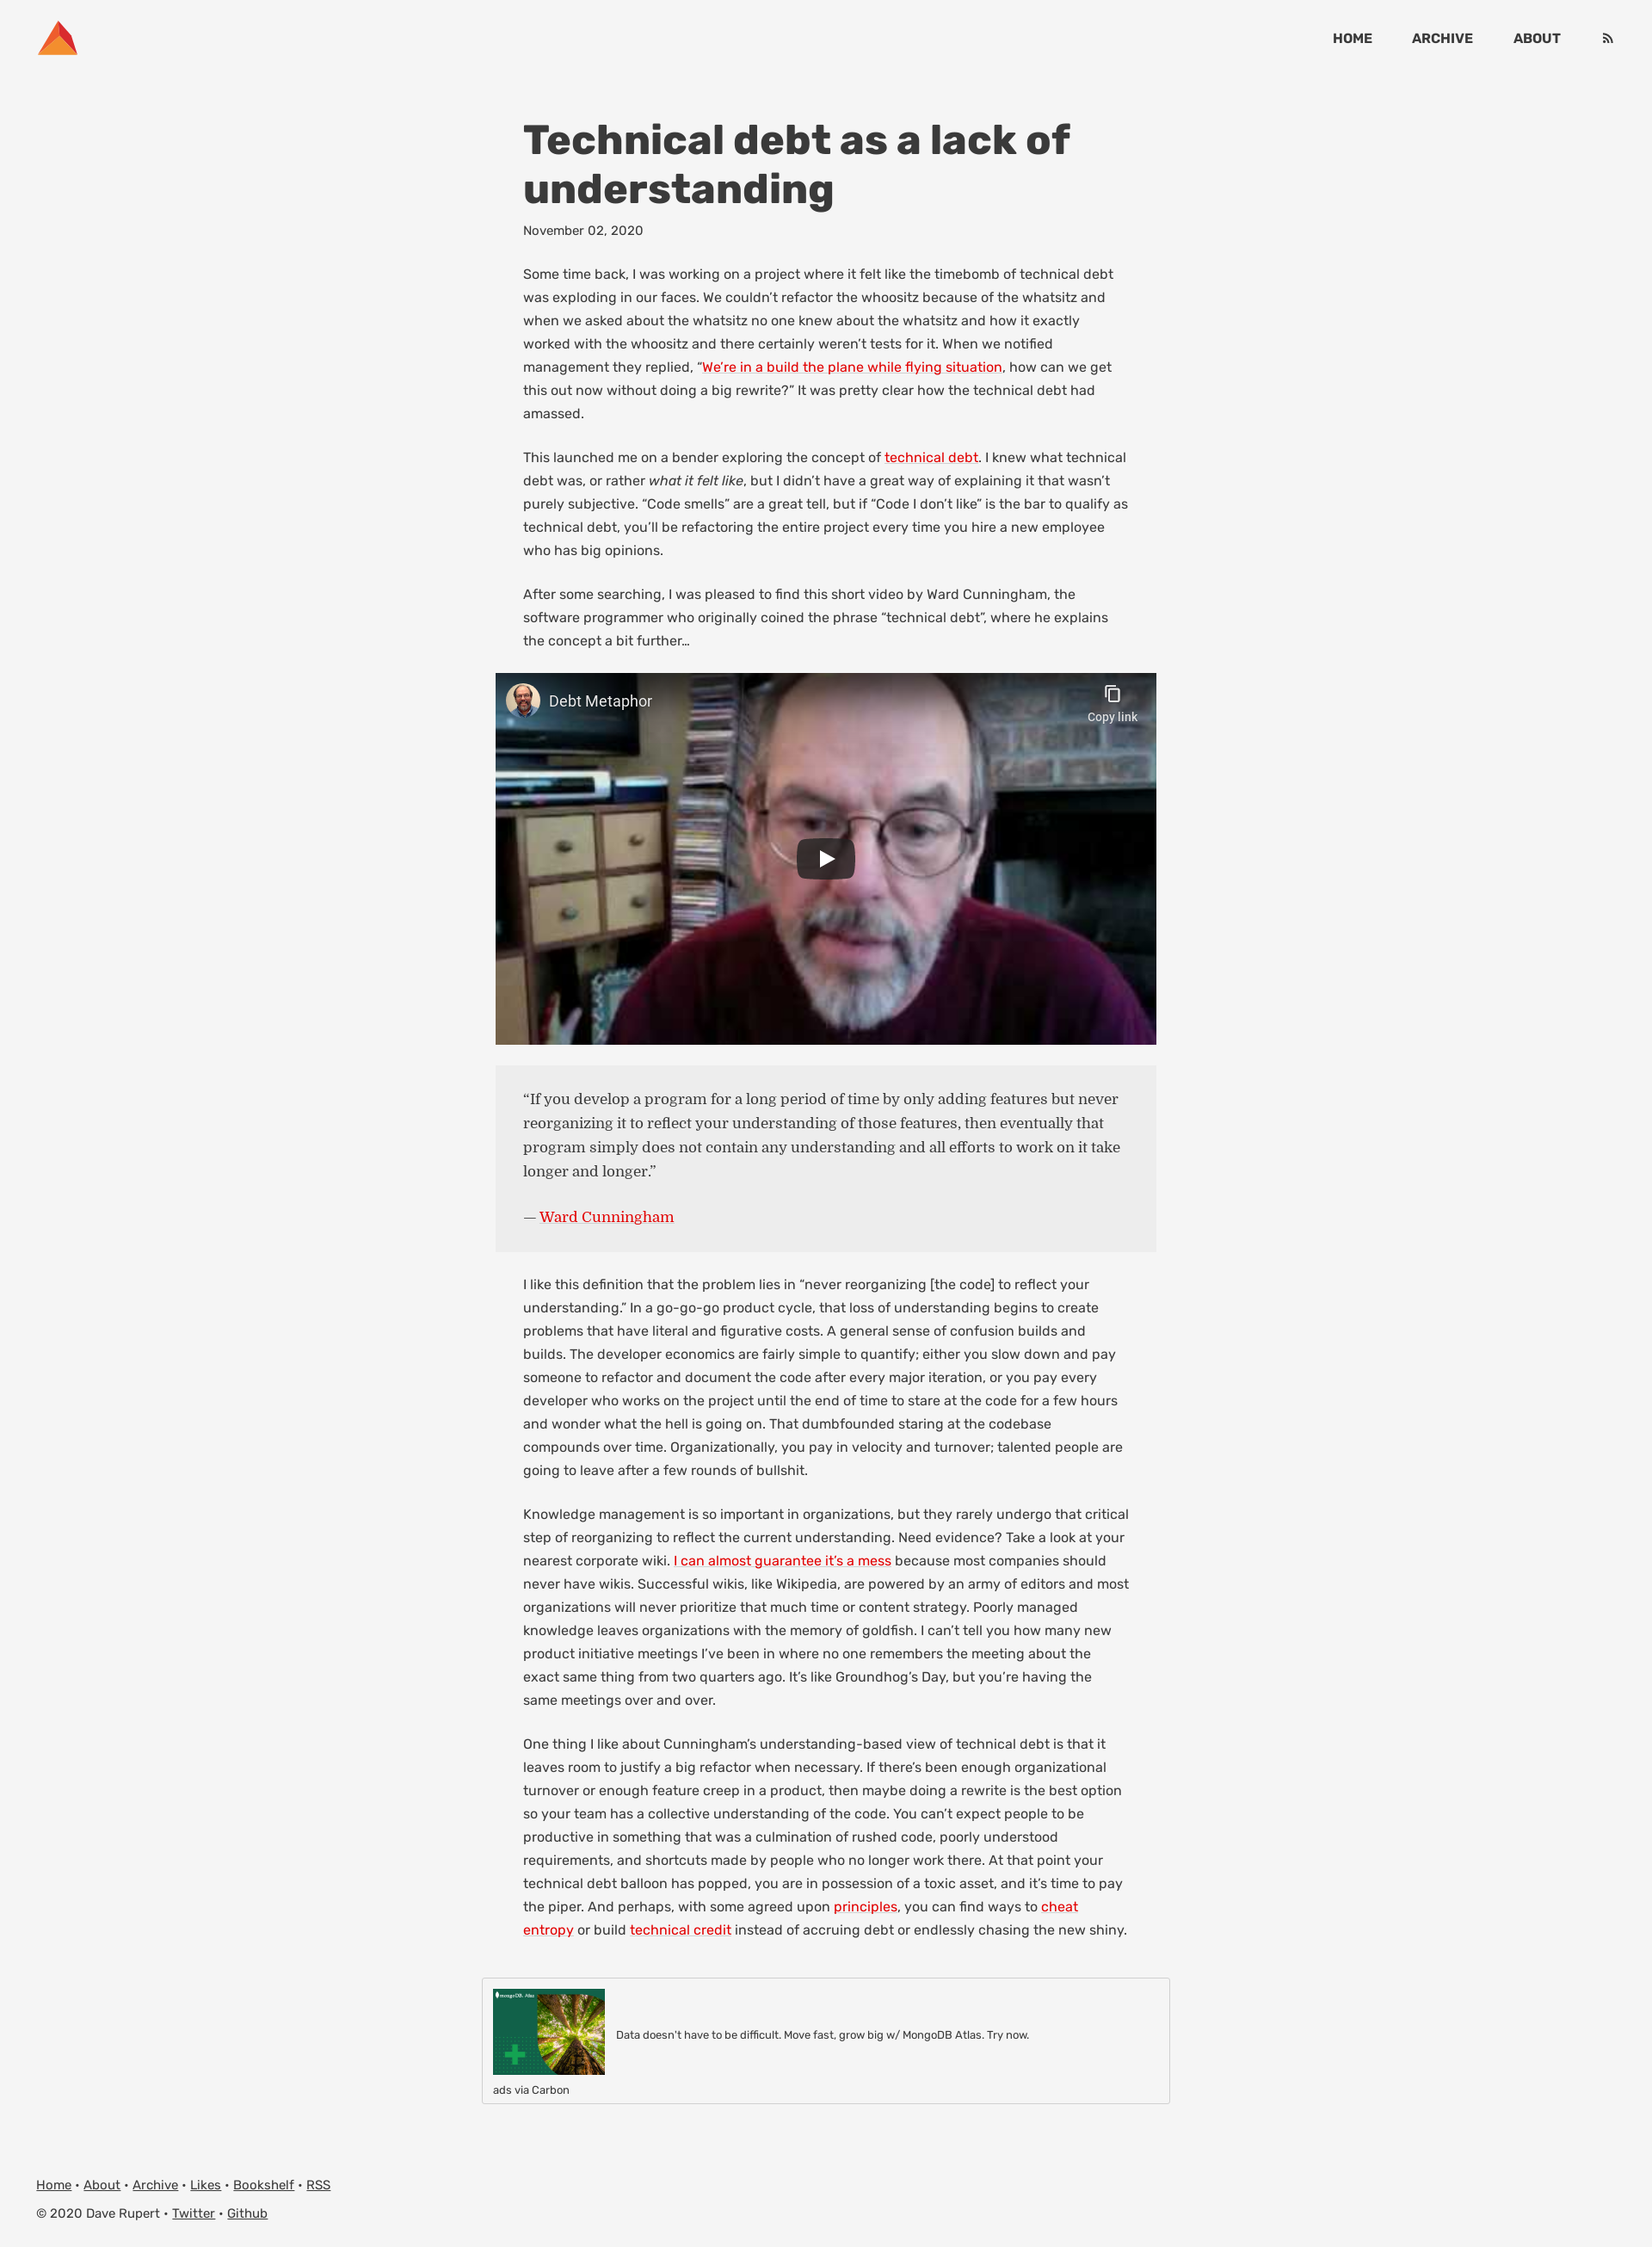 HOME ARCHIVE ABOUT
Technical debt as a lack of
understanding
November 02, 2020
Some time back, I was working on a project where it felt like the timebomb of technical debt
was exploding in our faces. We couldn’t refactor the whoositz because of the whatsitz and
when we asked about the whatsitz no one knew about the whatsitz and how it exactly
worked with the whoositz and there certainly weren’t tests for it. When we notified
management they replied, “We’re in a build the plane while flying situation, how can we get
this out now without doing a big rewrite?” It was pretty clear how the technical debt had
amassed.
This launched me on a bender exploring the concept of technical debt. I knew what technical
debt was, or rather what it felt like, but I didn’t have a great way of explaining it that wasn’t
purely subjective. “Code smells” are a great tell, but if “Code I don’t like” is the bar to qualify as
technical debt, you’ll be refactoring the entire project every time you hire a new employee
who has big opinions.
After some searching, I was pleased to find this short video by Ward Cunningham, the
software programmer who originally coined the phrase “technical debt”, where he explains
the concept a bit further…
Debt Metaphor
Copy link
“If you develop a program for a long period of time by only adding features but never
reorganizing it to reflect your understanding of those features, then eventually that
program simply does not contain any understanding and all efforts to work on it take
longer and longer.”
— Ward Cunningham
I like this definition that the problem lies in “never reorganizing [the code] to reflect your
understanding.” In a go-go-go product cycle, that loss of understanding begins to create
problems that have literal and figurative costs. A general sense of confusion builds and
builds. The developer economics are fairly simple to quantify; either you slow down and pay
someone to refactor and document the code after every major iteration, or you pay every
developer who works on the project until the end of time to stare at the code for a few hours
and wonder what the hell is going on. That dumbfounded staring at the codebase
compounds over time. Organizationally, you pay in velocity and turnover; talented people are
going to leave after a few rounds of bullshit.
Knowledge management is so important in organizations, but they rarely undergo that critical
step of reorganizing to reflect the current understanding. Need evidence? Take a look at your
nearest corporate wiki. I can almost guarantee it’s a mess because most companies should
never have wikis. Successful wikis, like Wikipedia, are powered by an army of editors and most
organizations will never prioritize that much time or content strategy. Poorly managed
knowledge leaves organizations with the memory of goldfish. I can’t tell you how many new
product initiative meetings I’ve been in where no one remembers the meeting about the
exact same thing from two quarters ago. It’s like Groundhog’s Day, but you’re having the
same meetings over and over.
One thing I like about Cunningham’s understanding-based view of technical debt is that it
leaves room to justify a big refactor when necessary. If there’s been enough organizational
turnover or enough feature creep in a product, then maybe doing a rewrite is the best option
so your team has a collective understanding of the code. You can’t expect people to be
productive in something that was a culmination of rushed code, poorly understood
requirements, and shortcuts made by people who no longer work there. At that point your
technical debt balloon has popped, you are in possession of a toxic asset, and it’s time to pay
the piper. And perhaps, with some agreed upon principles, you can find ways to cheat
entropy or build technical credit instead of accruing debt or endlessly chasing the new shiny.
mongoDB. Atlas
Data doesn't have to be difficult. Move fast, grow big w/ MongoDB Atlas. Try now.
ads via Carbon
Home • About • Archive • Likes • Bookshelf • RSS
© 2020 Dave Rupert • Twitter • Github